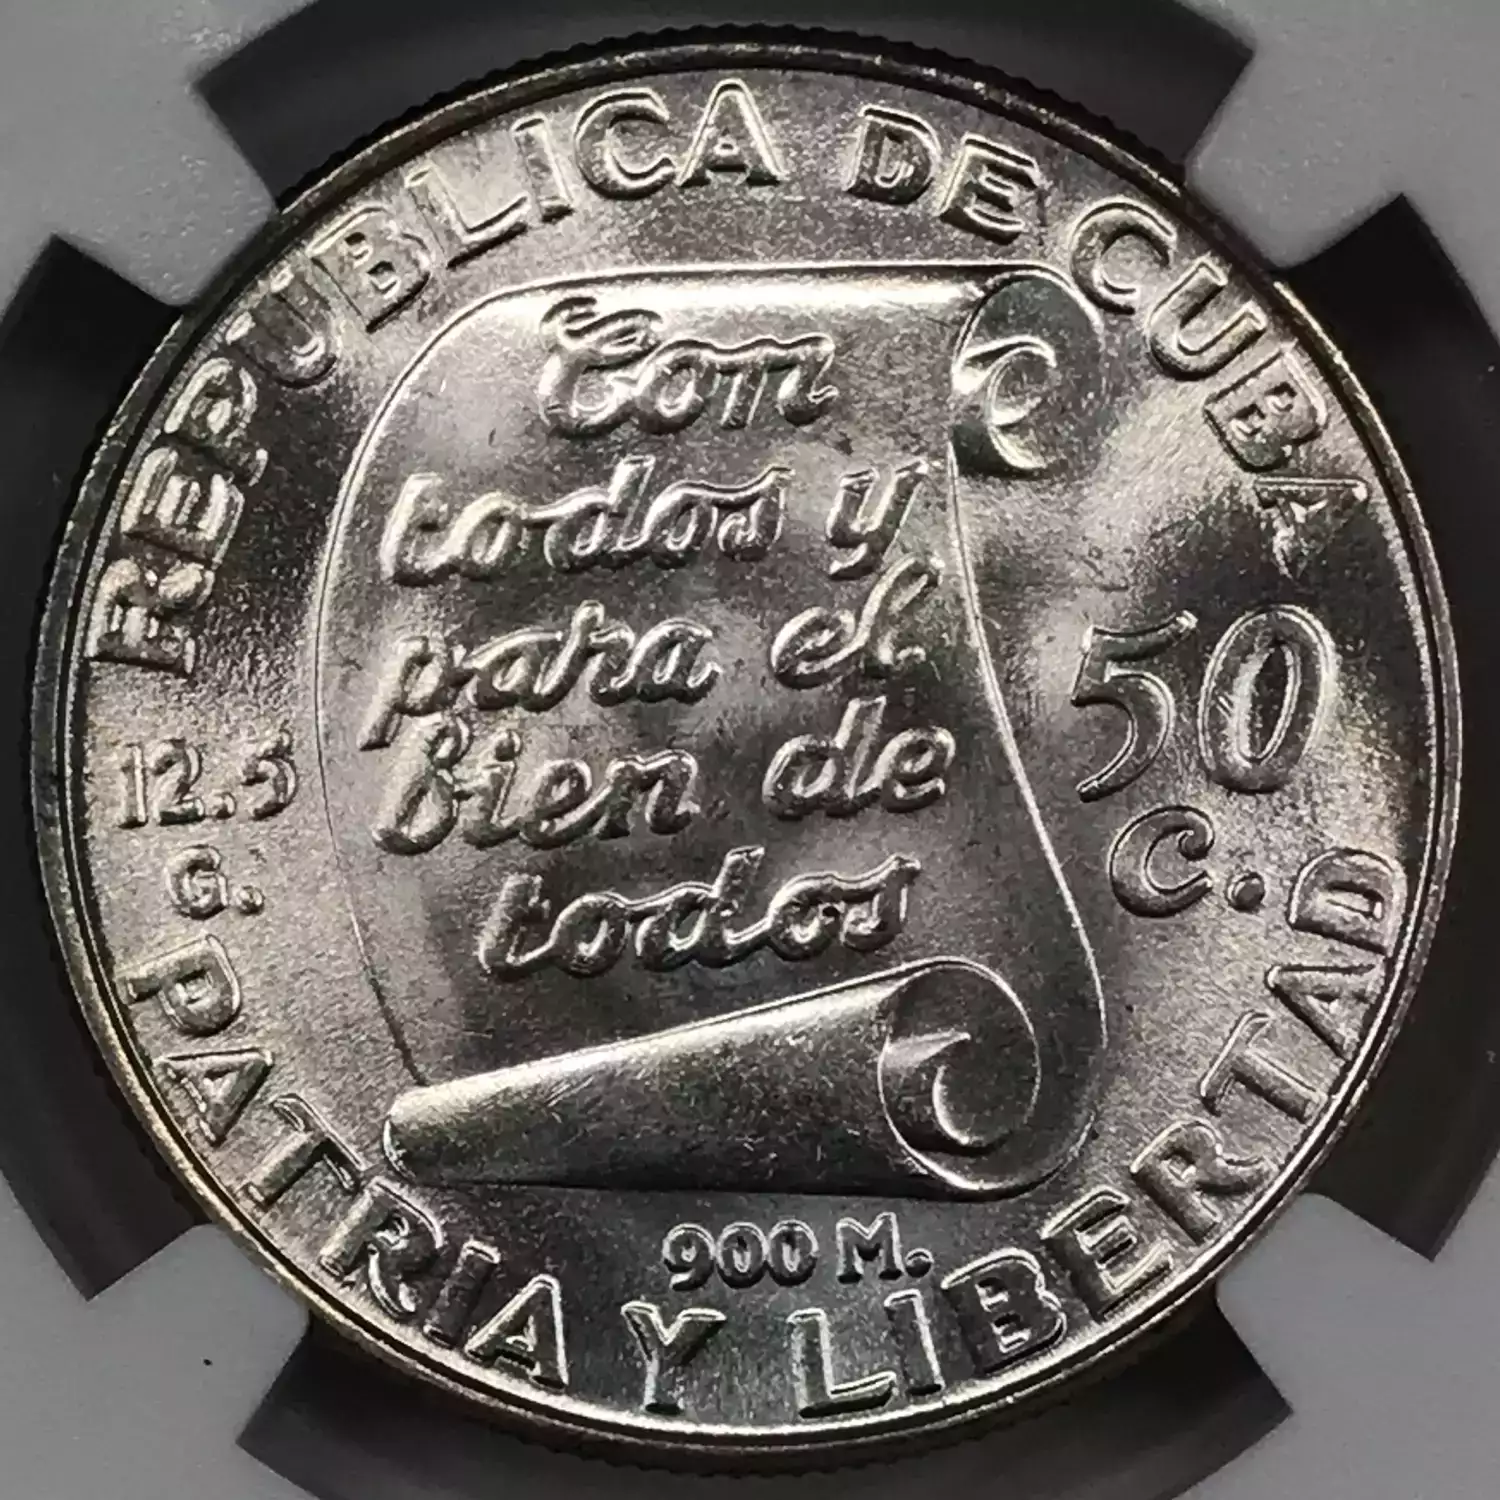 REPUBLICA DE CUBA
Con
todos y
para el
bien de
todos
12.5
G.
50
C.
900 M.
PATRIA Y LIBERTAD